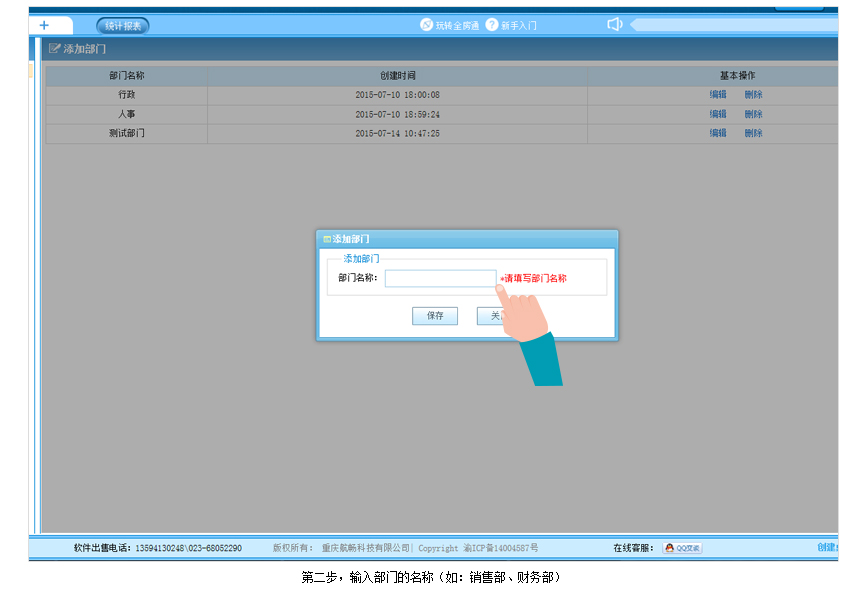 + 统计报表 玩转全房通 ? 新手入门
添加部门
部门名称 创建时间 基本操作
行政 2015-07-10 18:00:08 编辑 删除
人事 2015-07-10 18:59:24 编辑 删除
测试部门 2015-07-14 10:47:25 编辑 删除
添加部门
添加部门
部门名称: *请填写部门名称
保存 关
软件出售电话: 13594130248\023-68052290 版权所有: 重庆航畅科技有限公司| Copyright 渝ICP备14004587号 在线客服: QQ交谈 创建
第二步，输入部门的名称（如：销售部、财务部）